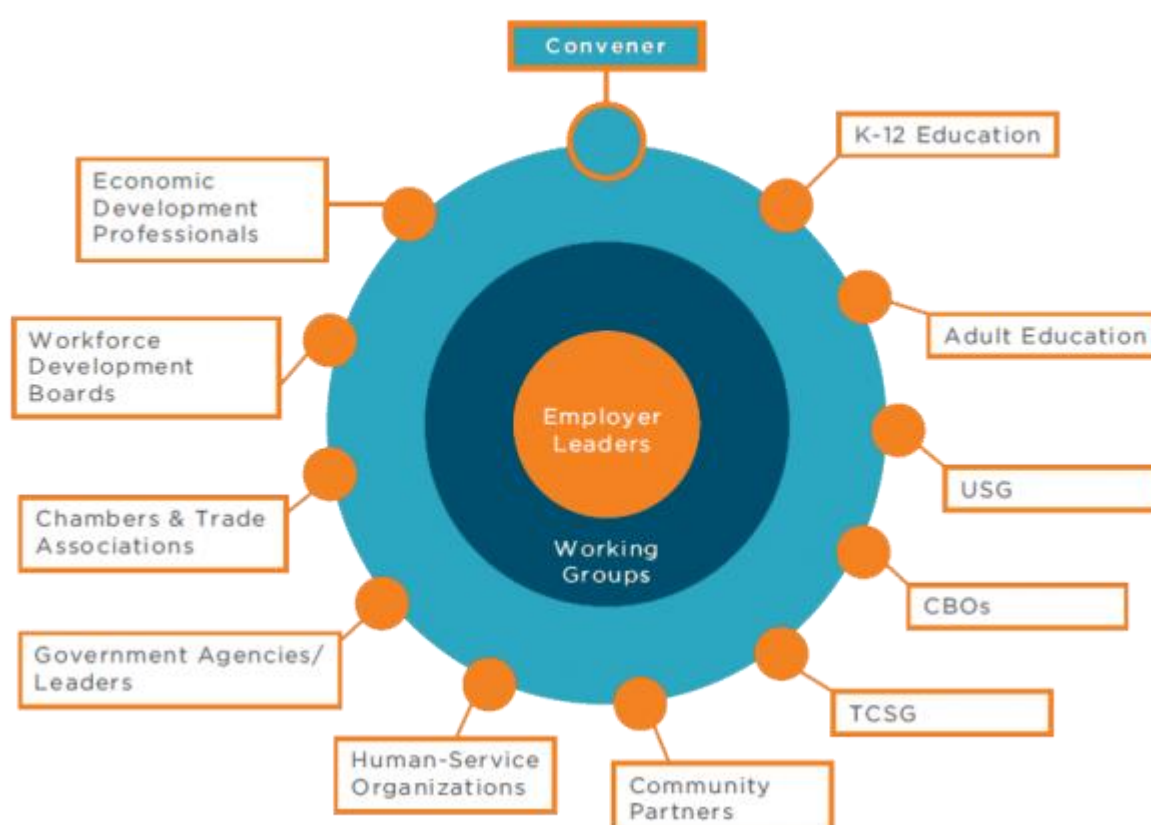 Convener
K-12 Education
Economic
Development
Professionals
Adult Education
Workforce
Development
Boards
Employer
Leaders
USG
Chambers & Trade
Associations
Working
Groups
CBOs
Government Agencies/
Leaders
TCSG
Human-Service
Organizations
Community
Partners